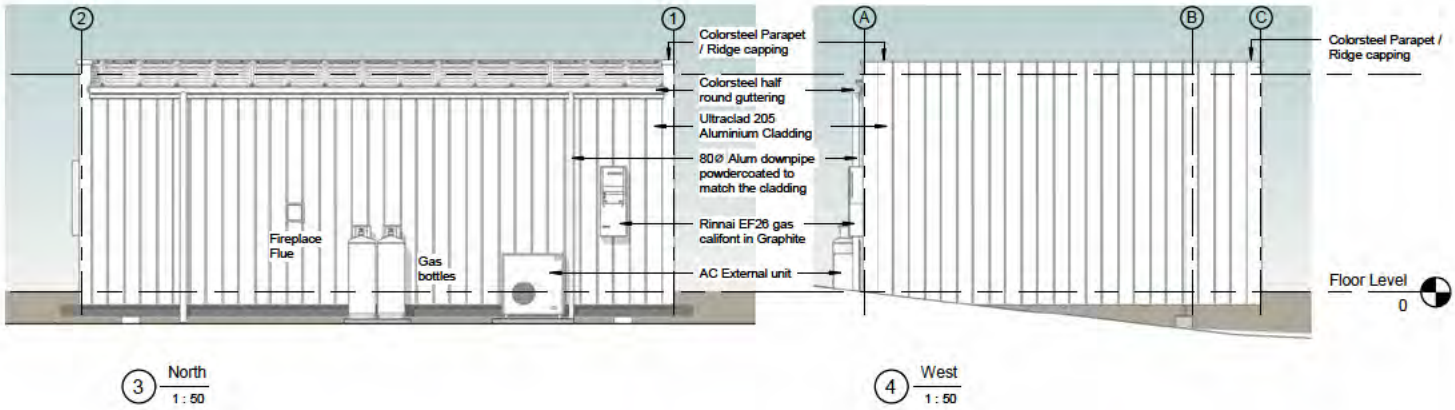 2
1
A
B
C
Colorsteel Parapet
/ Ridge capping
Colorsteel Parapet /
Ridge capping
Colorsteel half
round guttering
Ultraclad 205
Aluminium Cladding
80Ø Alum downpipe
powdercoated to
match the cladding
Rinnai EF26 gas
califont in Graphite
AC External unit
Fireplace
Flue
Gas
bottles
Floor Level
0
3
North
1 : 50
4
West
1 : 50